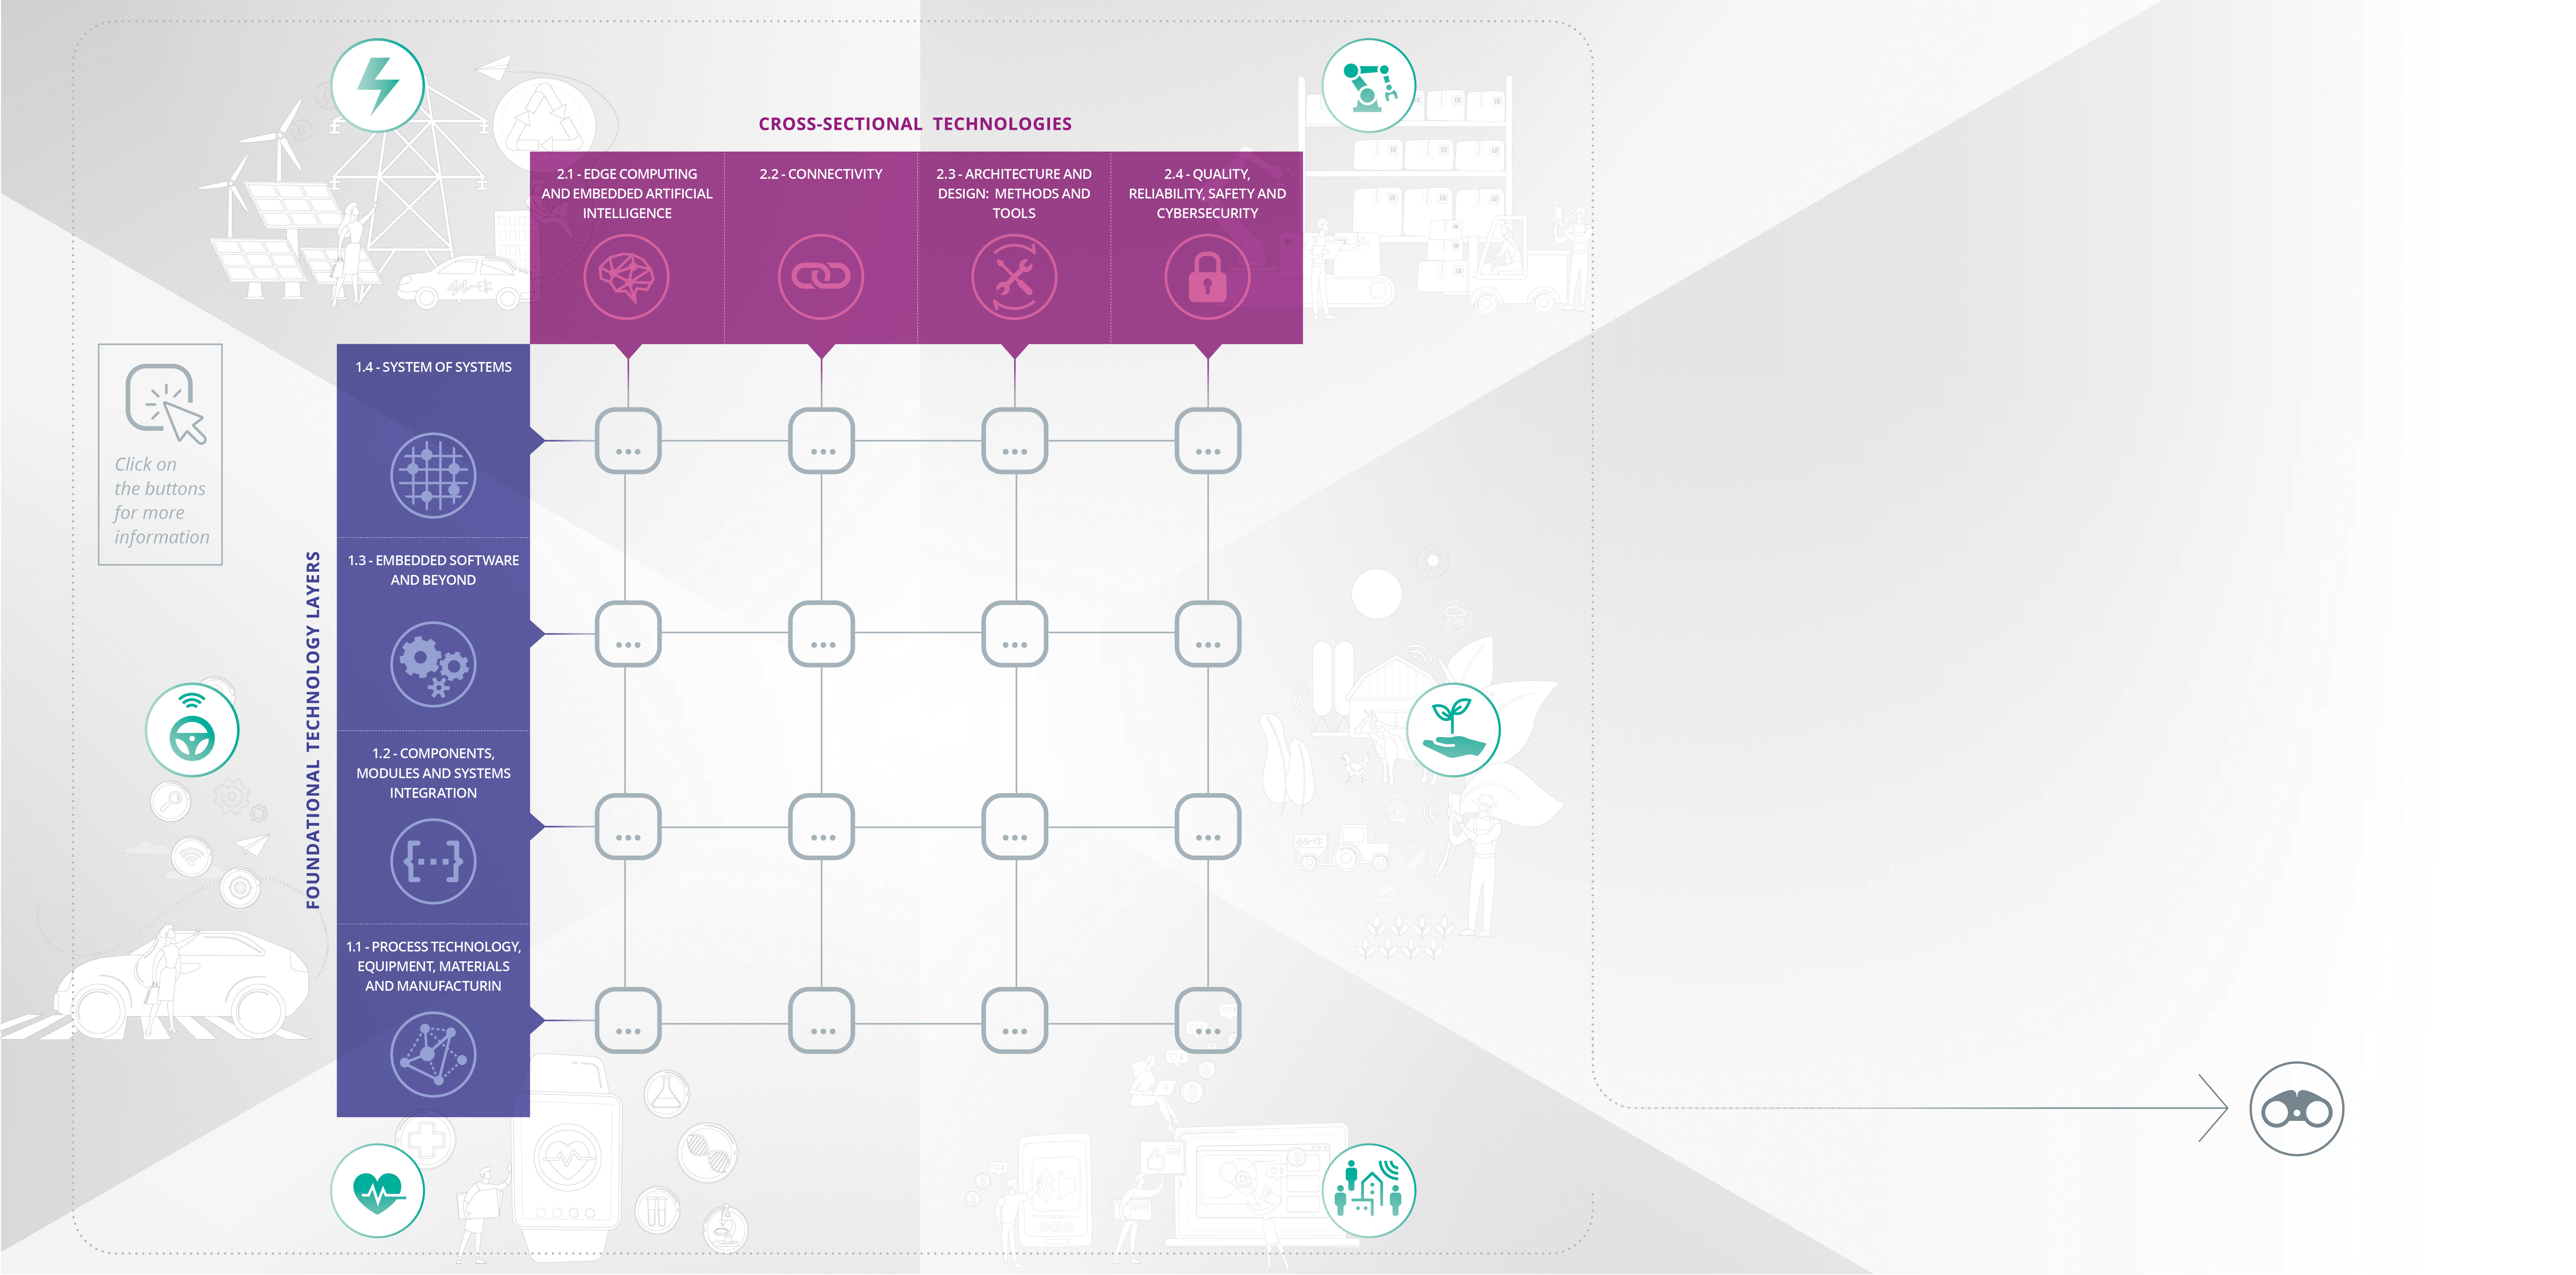 CROSS-SECTIONAL TECHNOLOGIES
2.1 - EDGE COMPUTING
AND EMBEDDED ARTIFICIAL
INTELLIGENCE
2.2 - CONNECTIVITY
2.3 - ARCHITECTURE AND
DESIGN: METHODS AND
TOOLS
2.4 - QUALITY,
RELIABILITY, SAFETY AND
CYBERSECURITY
Click on
the buttons
for more
information
FOUNDATIONAL TECHNOLOGY LAYERS
1.4 - SYSTEM OF SYSTEMS
1.3 - EMBEDDED SOFTWARE
AND BEYOND
1.2 - COMPONENTS,
MODULES AND SYSTEMS
INTEGRATION
1.1 - PROCESS TECHNOLOGY,
EQUIPMENT, MATERIALS
AND MANUFACTURIN